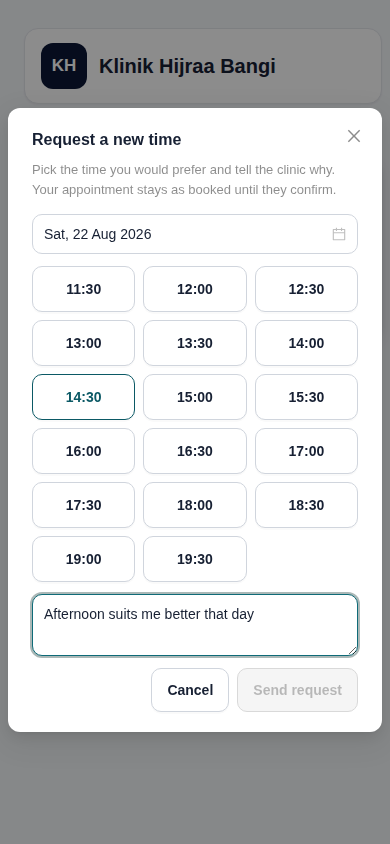 KH Klinik Hijraa Bangi
Request a new time
Pick the time you would prefer and tell the clinic why.
Your appointment stays as booked until they confirm.
Sat, 22 Aug 2026
11:30 12:00 12:30
13:00 13:30 14:00
14:30 15:00 15:30
16:00 16:30 17:00
17:30 18:00 18:30
19:00 19:30
Afternoon suits me better that day
Cancel Send request